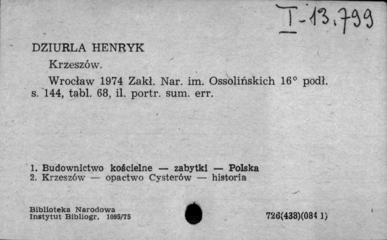 I-13.799
DZIURLA HENRYK
Krzeszów.
Wrocław 1974 Zakł. Nar. im. Ossolińskich 16° podł.
s. 144, tabl. 68, il. portr. sum. err.
1. Budownictwo kościelne — zabytki — Polska
2. Krzeszów — opactwo Cysterów — historia
Biblioteka Narodowa
Instytut Bibliogr. 1093/75
726(438)(084 1)